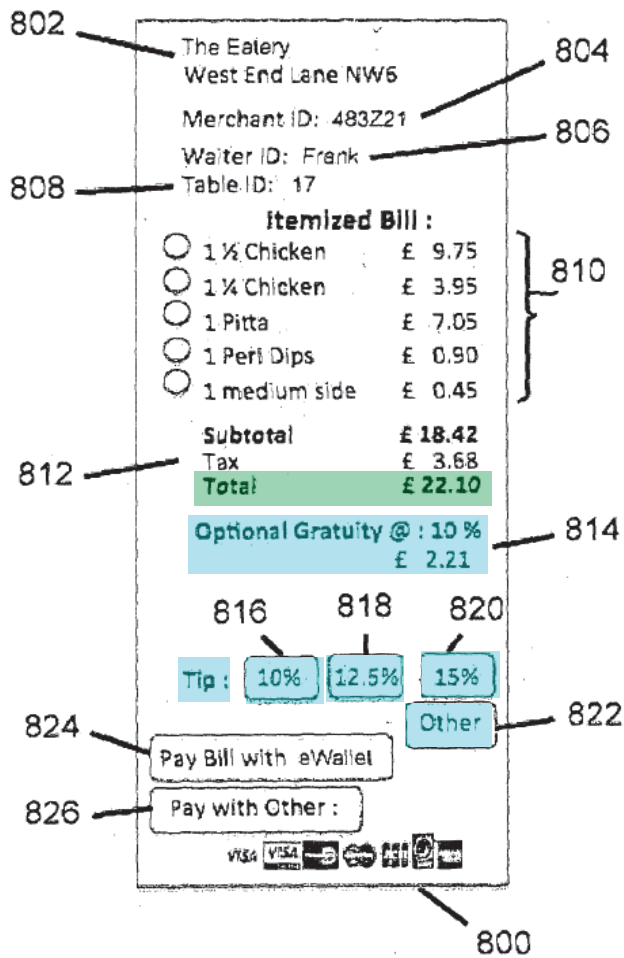 802
The Eatery
West End Lane NW6
804
Merchant ID: 483Z21
806
Waiter ID: Frank
808
Table ID: 17
Itemized Bill :
1 ½ Chicken £ 9.75
1 ¼ Chicken £ 3.95
810
1 Pitta £ 7.05
1 Peri Dips £ 0.90
1 medium side £ 0.45
Subtotal £ 18.42
812
Tax £ 3.68
Total £ 22.10
Optional Gratuity @ : 10 %
814
£ 2.21
816 818 820
Tip : 10% 12.5% 15%
824
Other
822
Pay Bill with eWallet
826
Pay with Other :
VISA VISA
800